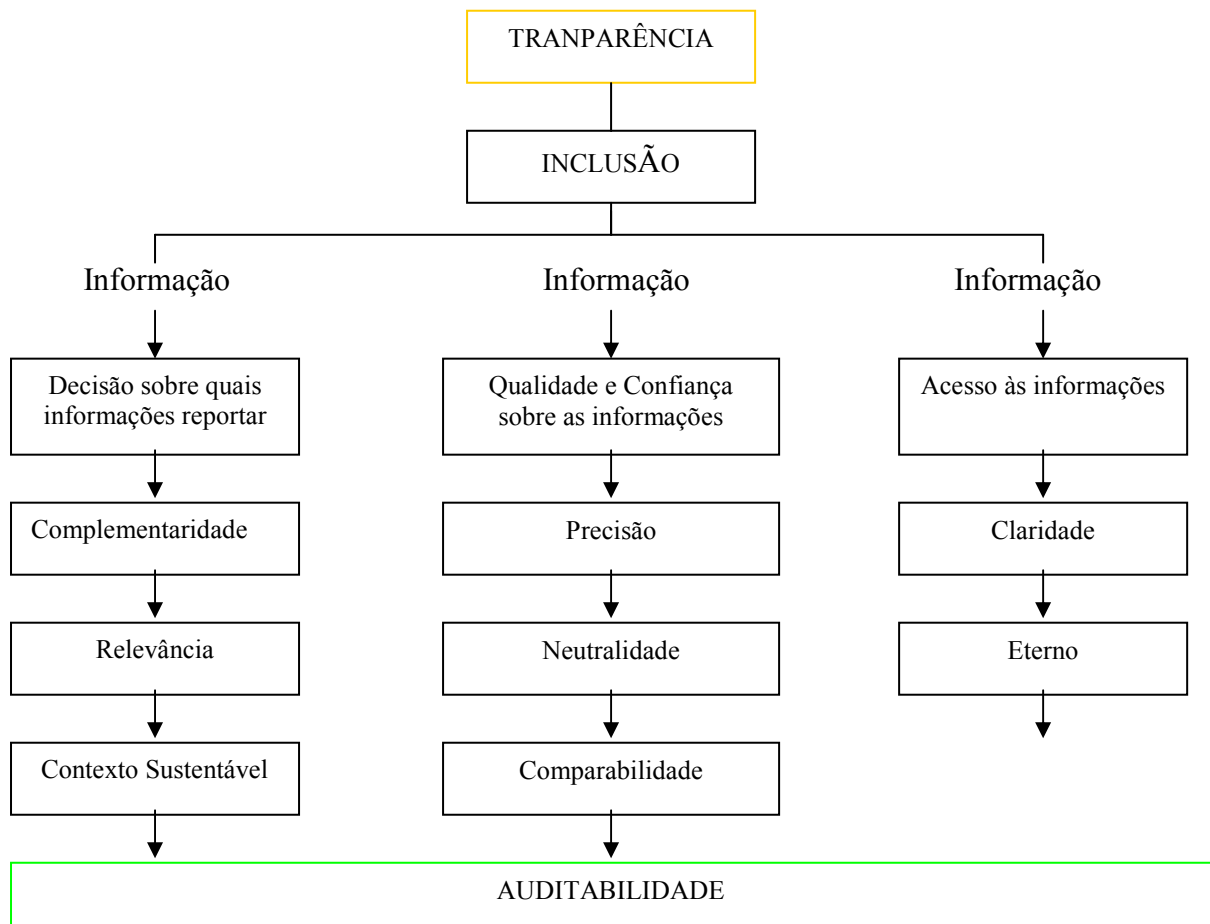 TRANPARÊNCIA
INCLUSÃO
Informação
Informação
Informação
Decisão sobre quais
informações reportar
Qualidade e Confiança
sobre as informações
Acesso às informações
Complementaridade
Precisão
Claridade
Relevância
Neutralidade
Eterno
Contexto Sustentável
Comparabilidade
AUDITABILIDADE